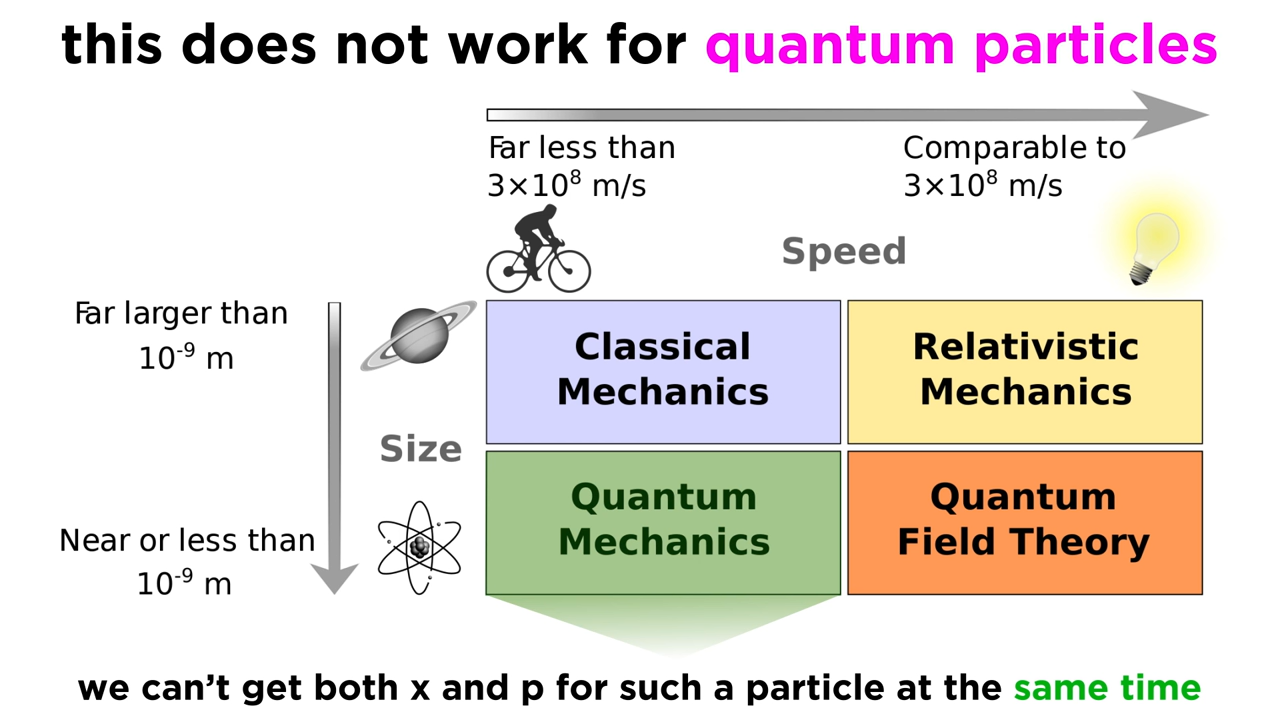 this does not work for quantum particles
Far less than
3×10⁸ m/s
Comparable to
3×10⁸ m/s
Speed
Far larger than
10⁻⁹ m
Classical
Mechanics
Relativistic
Mechanics
Size
Quantum
Mechanics
Quantum
Field Theory
Near or less than
10⁻⁹ m
we can’t get both x and p for such a particle at the same time